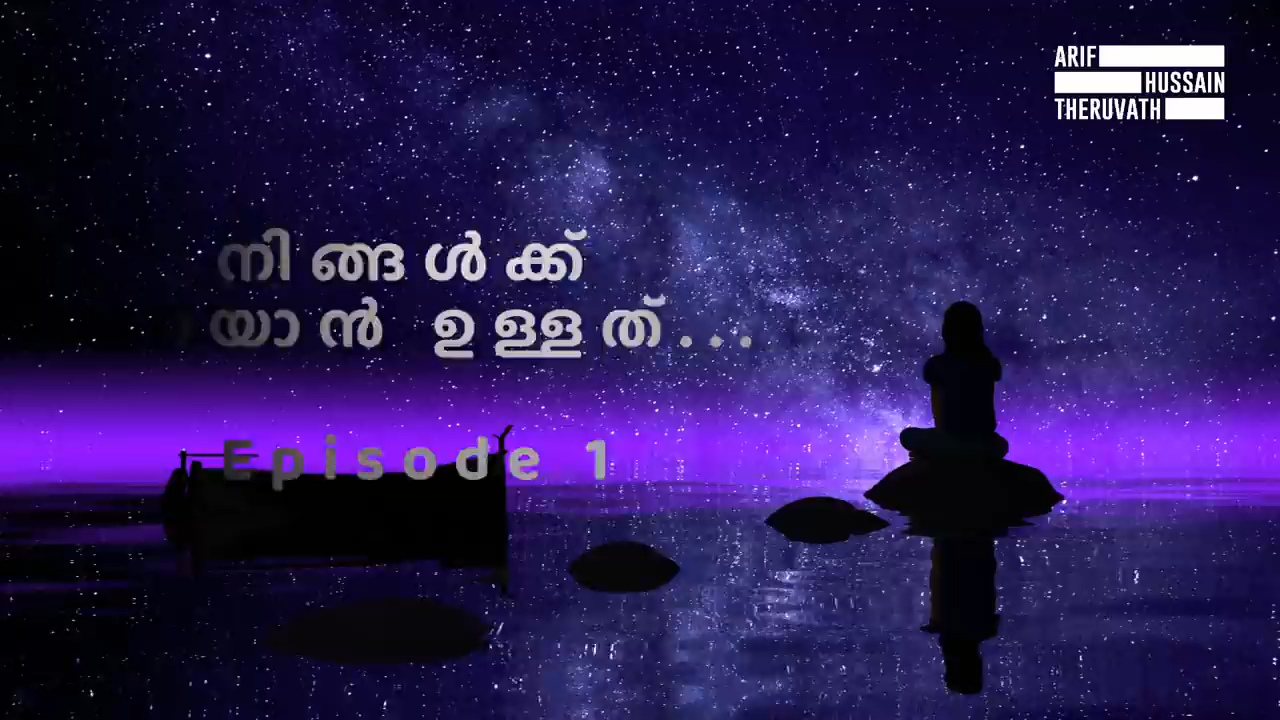 ARIF
HUSSAIN
THERUVATH
നിങ്ങൾക്ക്
ഉള്ളത്...
Episode 1